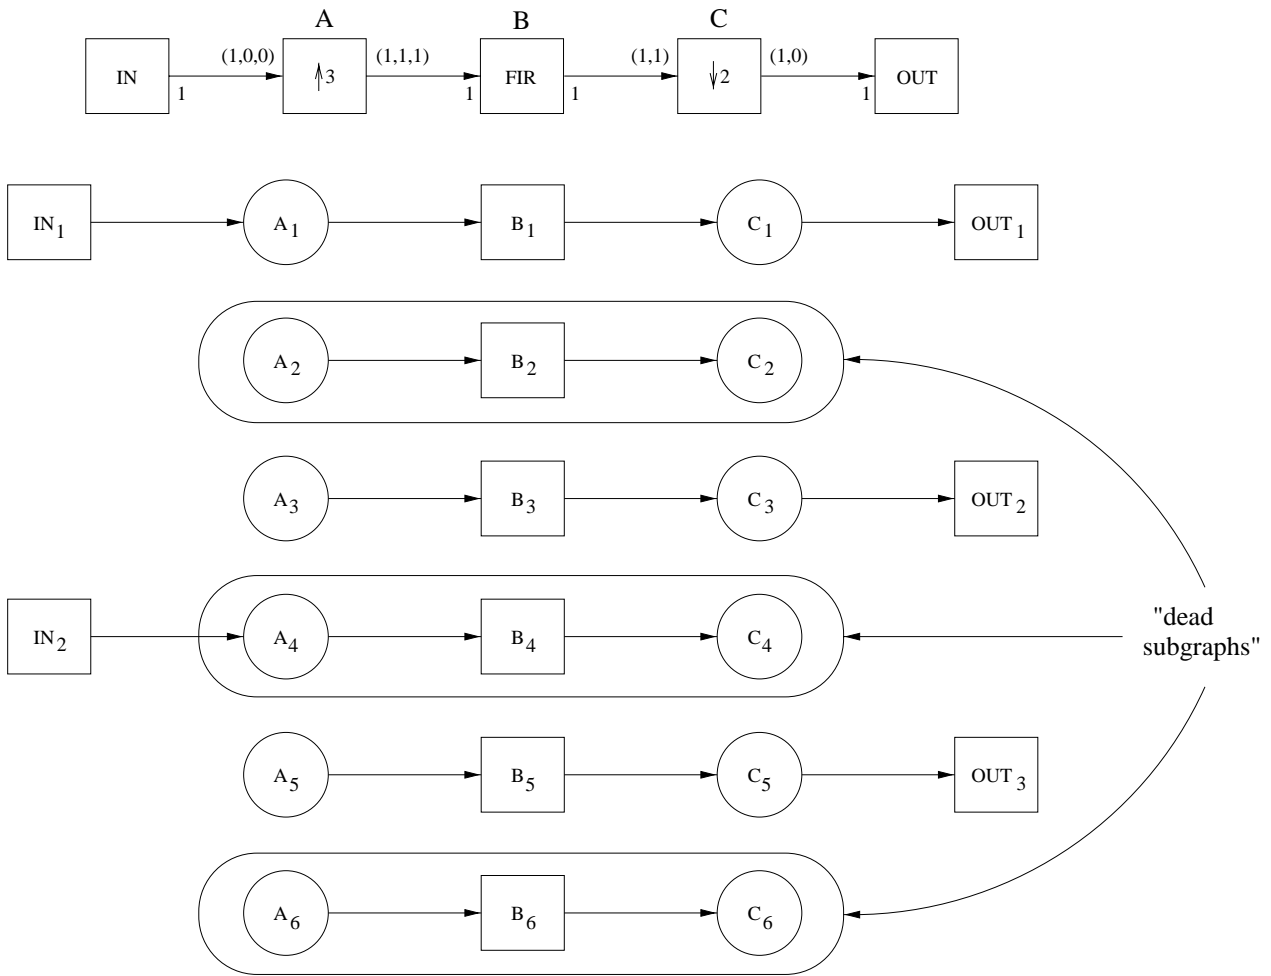 A B C
(1,0,0) (1,1,1) (1,1) (1,0)
IN ↑3 FIR ↓2 OUT
1 1 1 1
IN1 A1 B1 C1 OUT1
A2 B2 C2
A3 B3 C3 OUT2
IN2 A4 B4 C4
"dead
subgraphs"
A5 B5 C5 OUT3
A6 B6 C6